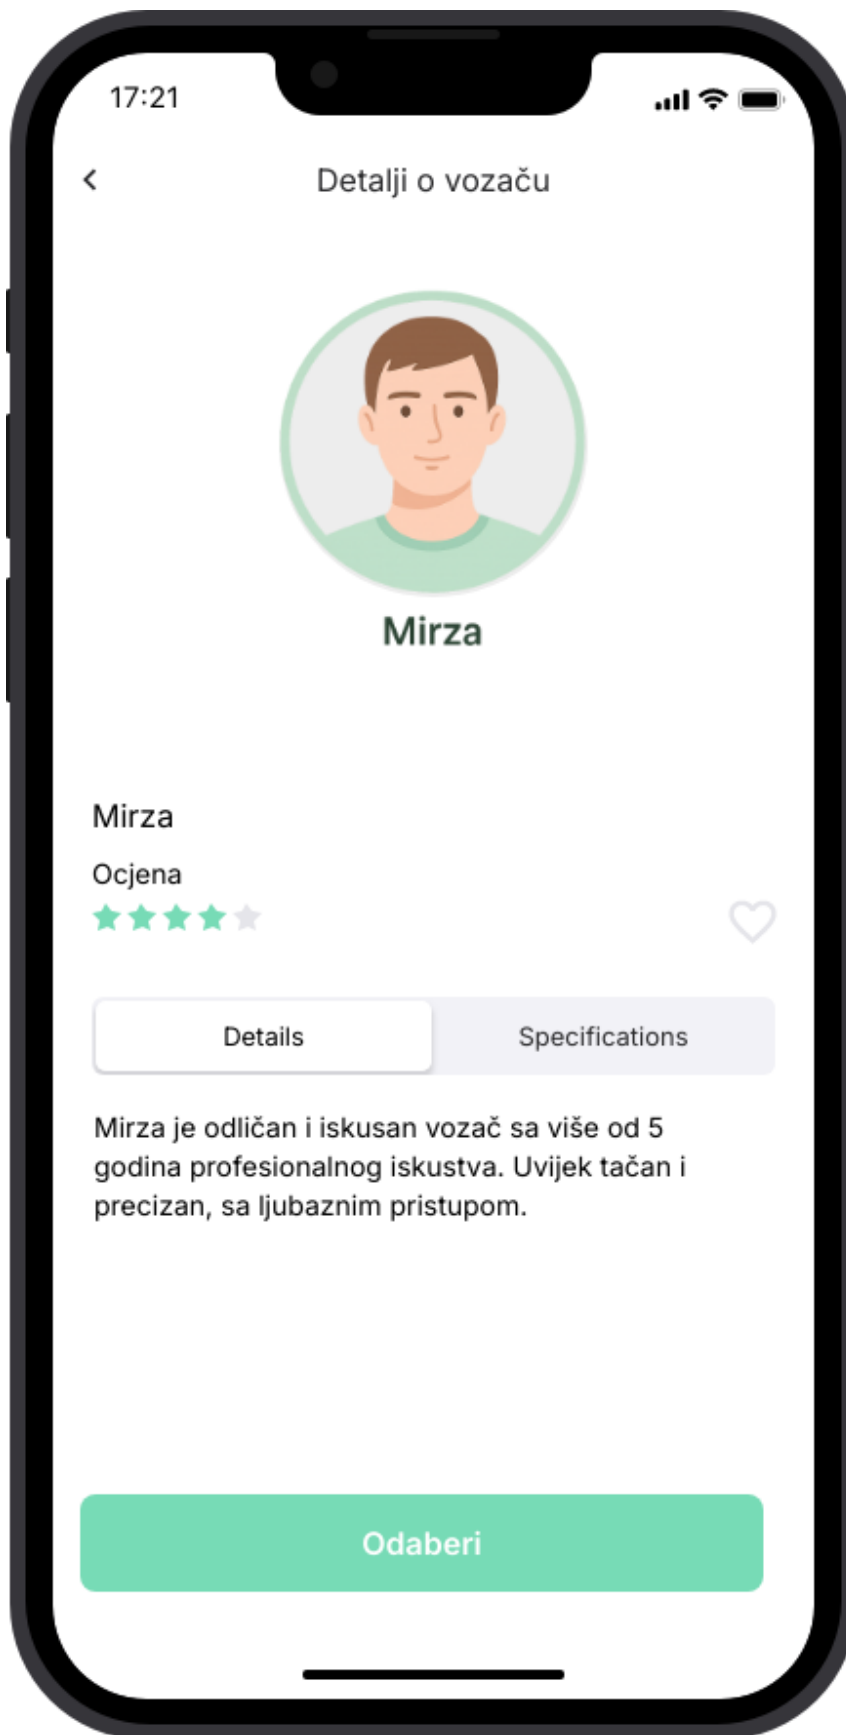 17:21
Detalji o vozaču
Mirza
Mirza
Ocjena
Details
Specifications
Mirza je odličan i iskusan vozač sa više od 5
godina profesionalnog iskustva. Uvijek tačan i
precizan, sa ljubaznim pristupom.
Odaberi